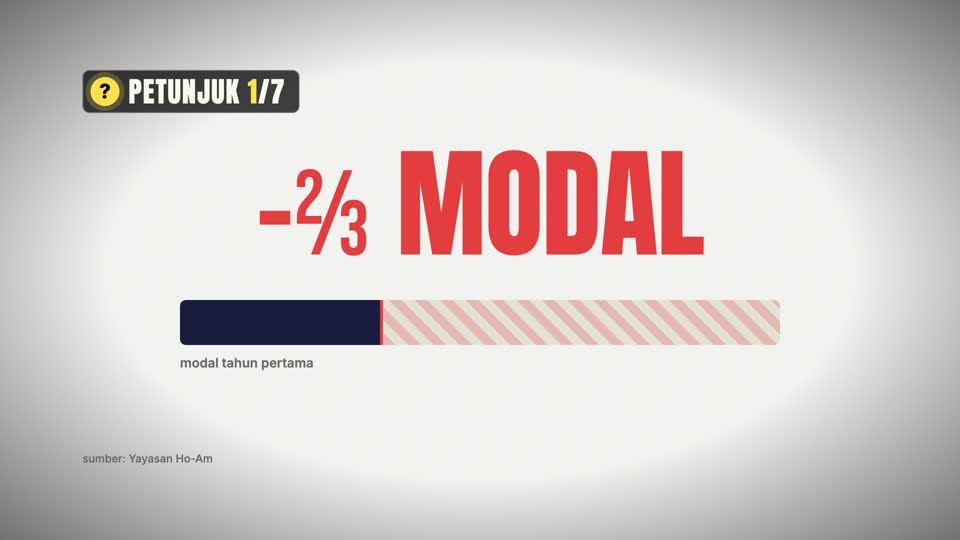 ? PETUNJUK 1/7
-⅔ MODAL
modal tahun pertama
sumber: Yayasan Ho-Am